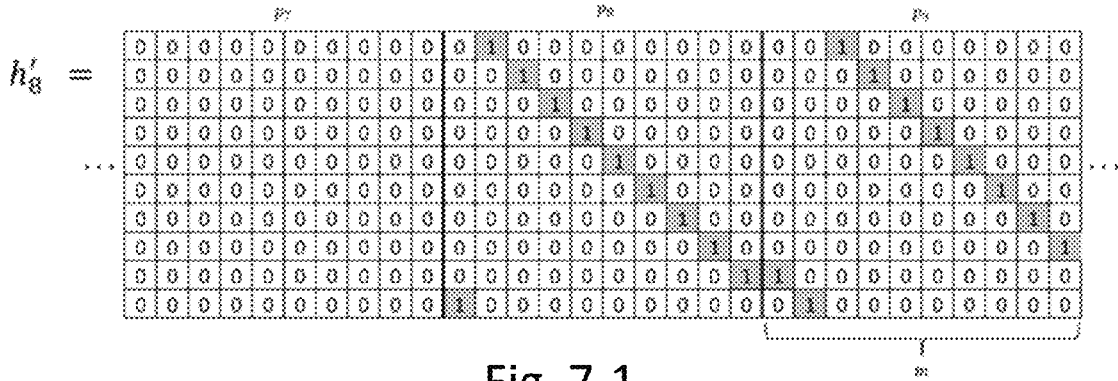 p₇ p₈ p₉
h′₈ = 0 0 0 0 0 0 0 0 0 0 0 1 0 0 0 0 0 0 0 0 0 0 1 0 0 0 0 0 0 0
0 0 0 0 0 0 0 0 0 0 0 0 1 0 0 0 0 0 0 0 0 0 0 1 0 0 0 0 0 0
0 0 0 0 0 0 0 0 0 0 0 0 0 1 0 0 0 0 0 0 0 0 0 0 1 0 0 0 0 0
0 0 0 0 0 0 0 0 0 0 0 0 0 0 1 0 0 0 0 0 0 0 0 0 0 1 0 0 0 0
... 0 0 0 0 0 0 0 0 0 0 0 0 0 0 0 1 0 0 0 0 0 0 0 0 0 0 1 0 0 0 ...
0 0 0 0 0 0 0 0 0 0 0 0 0 0 0 0 1 0 0 0 0 0 0 0 0 0 0 1 0 0
0 0 0 0 0 0 0 0 0 0 0 0 0 0 0 0 0 1 0 0 0 0 0 0 0 0 0 0 1 0
0 0 0 0 0 0 0 0 0 0 0 0 0 0 0 0 0 0 1 0 0 0 0 0 0 0 0 0 0 1
0 0 0 0 0 0 0 0 0 0 0 0 0 0 0 0 0 0 0 1 1 0 0 0 0 0 0 0 0 0
0 0 0 0 0 0 0 0 0 0 1 0 0 0 0 0 0 0 0 0 0 1 0 0 0 0 0 0 0 0
m
Fig. 7-1